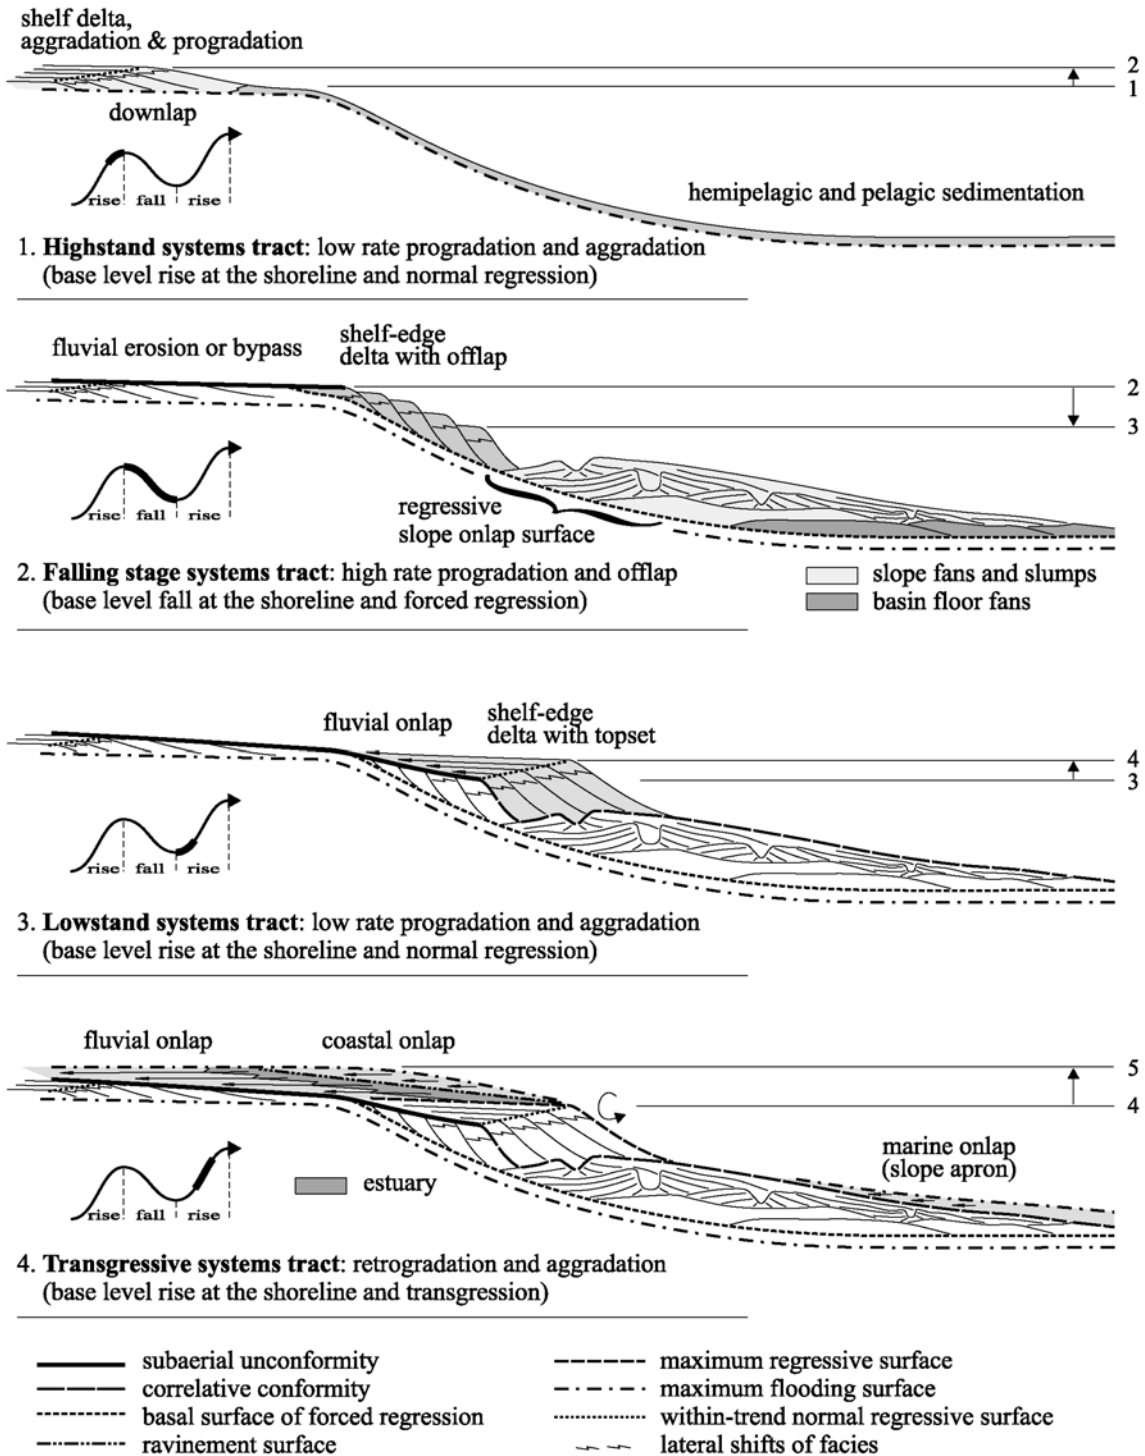 shelf delta,
aggradation & progradation
2
1
downlap
rise fall rise
hemipelagic and pelagic sedimentation
1. Highstand systems tract: low rate progradation and aggradation
(base level rise at the shoreline and normal regression)
fluvial erosion or bypass
shelf-edge
delta with offlap
2
3
rise fall rise
regressive
slope onlap surface
2. Falling stage systems tract: high rate progradation and offlap
(base level fall at the shoreline and forced regression)
slope fans and slumps
basin floor fans
fluvial onlap
shelf-edge
delta with topset
4
3
rise fall rise
3. Lowstand systems tract: low rate progradation and aggradation
(base level rise at the shoreline and normal regression)
fluvial onlap
coastal onlap
5
4
marine onlap
(slope apron)
rise fall rise
estuary
4. Transgressive systems tract: retrogradation and aggradation
(base level rise at the shoreline and transgression)
subaerial unconformity
correlative conformity
basal surface of forced regression
ravinement surface
maximum regressive surface
maximum flooding surface
within-trend normal regressive surface
lateral shifts of facies